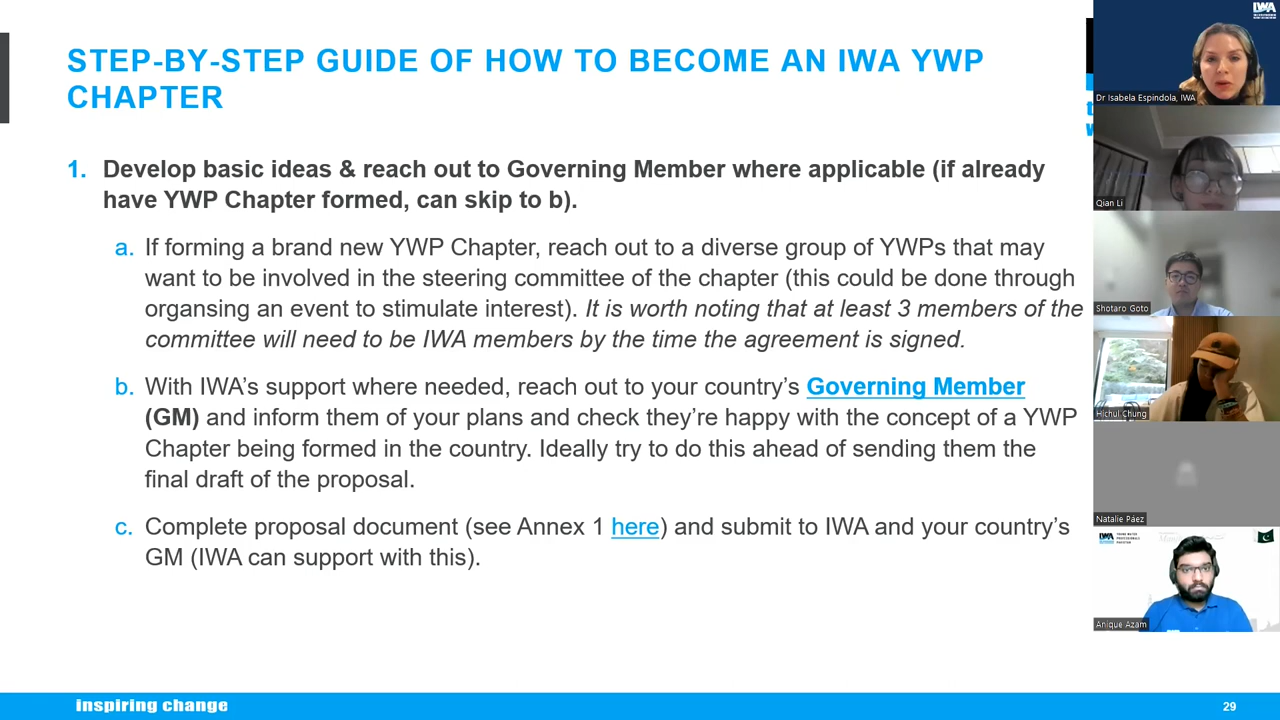 STEP-BY-STEP GUIDE OF HOW TO BECOME AN IWA YWP
CHAPTER
1. Develop basic ideas & reach out to Governing Member where applicable (if already
have YWP Chapter formed, can skip to b).
a. If forming a brand new YWP Chapter, reach out to a diverse group of YWPs that may
want to be involved in the steering committee of the chapter (this could be done through
organsing an event to stimulate interest). It is worth noting that at least 3 members of the
committee will need to be IWA members by the time the agreement is signed.
b. With IWA's support where needed, reach out to your country's Governing Member
(GM) and inform them of your plans and check they're happy with the concept of a YWP
Chapter being formed in the country. Ideally try to do this ahead of sending them the
final draft of the proposal.
c. Complete proposal document (see Annex 1 here) and submit to IWA and your country's
GM (IWA can support with this).
inspiring change
29
IWA
Dr Isabela Espindola, IWA
Qian Li
Shotaro Goto
Hichul Chung
Natalie Páez
IWA
Anique Azam